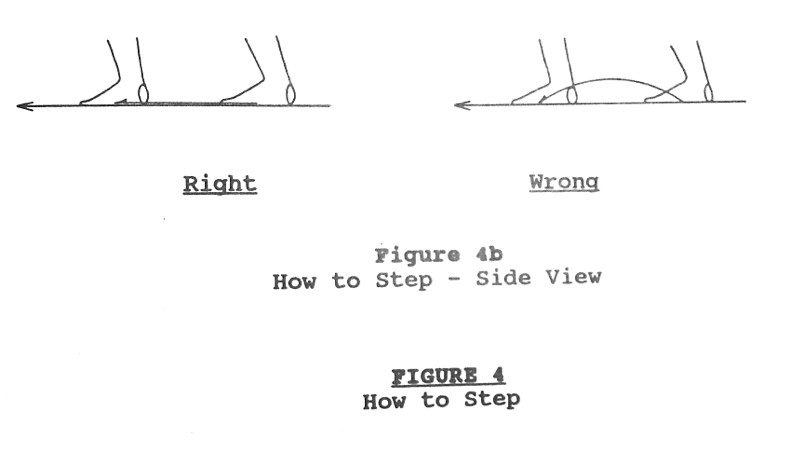 Right
Wrong
Figure 4b
How to Step - Side View
FIGURE 4
How to Step